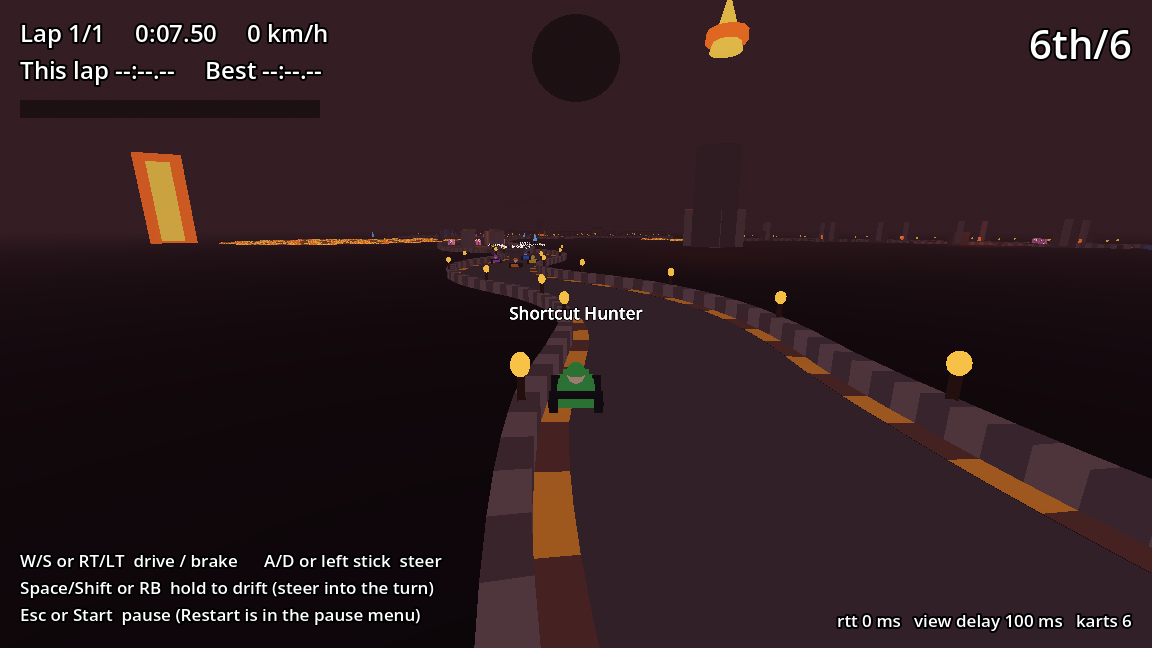 Lap 1/1 0:07.50 0 km/h
6th/6
This lap --:--.-- Best --:--.--
Shortcut Hunter
W/S or RT/LT drive / brake A/D or left stick steer
Space/Shift or RB hold to drift (steer into the turn)
Esc or Start pause (Restart is in the pause menu)
rtt 0 ms view delay 100 ms karts 6